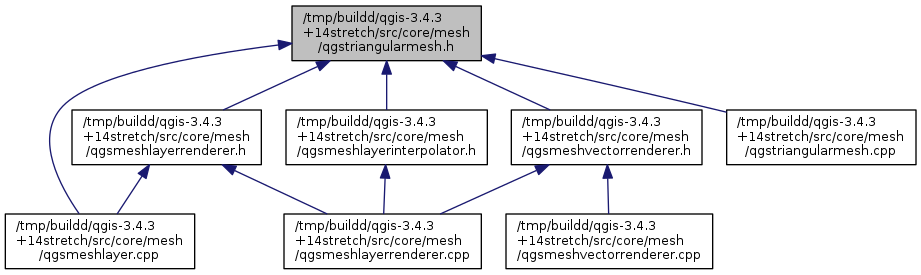 /tmp/buildd/qgis-3.4.3
+14stretch/src/core/mesh
/qgstriangularmesh.h
/tmp/buildd/qgis-3.4.3
+14stretch/src/core/mesh
/qgsmeshlayerrenderer.h
/tmp/buildd/qgis-3.4.3
+14stretch/src/core/mesh
/qgsmeshlayerinterpolator.h
/tmp/buildd/qgis-3.4.3
+14stretch/src/core/mesh
/qgsmeshvectorrenderer.h
/tmp/buildd/qgis-3.4.3
+14stretch/src/core/mesh
/qgstriangularmesh.cpp
/tmp/buildd/qgis-3.4.3
+14stretch/src/core/mesh
/qgsmeshlayer.cpp
/tmp/buildd/qgis-3.4.3
+14stretch/src/core/mesh
/qgsmeshlayerrenderer.cpp
/tmp/buildd/qgis-3.4.3
+14stretch/src/core/mesh
/qgsmeshvectorrenderer.cpp